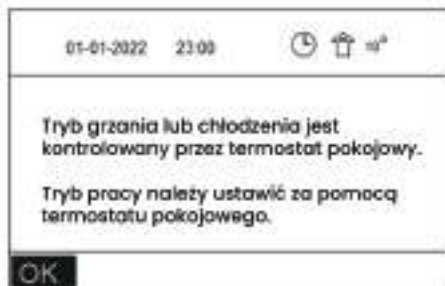 01-01-2022 23:00
Tryb grzania lub chłodzenia jest
kontrolowany przez termostat pokojowy.
Tryb pracy należy ustawić za pomocą
termostatu pokojowego.
OK